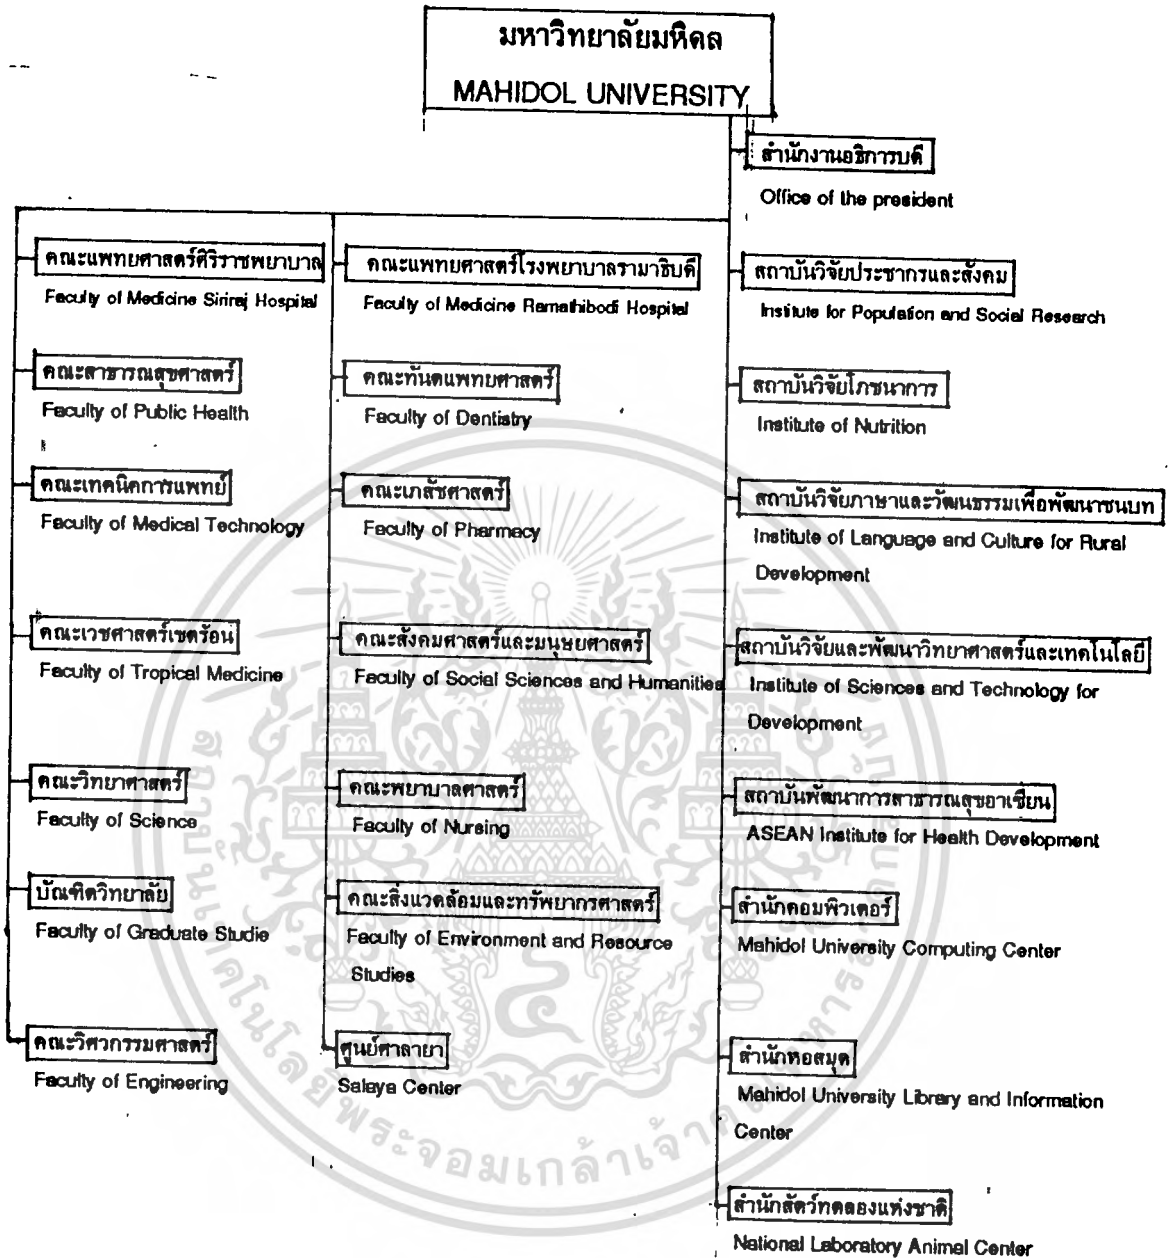 มหาวิทยาลัยมหิดล
MAHIDOL UNIVERSITY
สำนักงานอธิการบดี
Office of the president
คณะแพทยศาสตร์ศิริราชพยาบาล
Faculty of Medicine Siriraj Hospital
คณะสาธารณสุขศาสตร์
Faculty of Public Health
คณะเทคนิคการแพทย์
Faculty of Medical Technology
คณะเวชศาสตร์เขตร้อน
Faculty of Tropical Medicine
คณะวิทยาศาสตร์
Faculty of Science
บัณฑิตวิทยาลัย
Faculty of Graduate Studie
คณะวิศวกรรมศาสตร์
Faculty of Engineering
คณะแพทยศาสตร์โรงพยาบาลรามาธิบดี
Faculty of Medicine Ramathibodi Hospital
คณะทันตแพทยศาสตร์
Faculty of Dentistry
คณะเภสัชศาสตร์
Faculty of Pharmacy
คณะสังคมศาสตร์และมนุษยศาสตร์
Faculty of Social Sciences and Humanities
คณะพยาบาลศาสตร์
Faculty of Nursing
คณะสิ่งแวดล้อมและทรัพยากรศาสตร์
Faculty of Environment and Resource
Studies
ศูนย์ศาลายา
Salaya Center
สถาบันวิจัยประชากรและสังคม
Institute for Population and Social Research
สถาบันวิจัยโภชนาการ
Institute of Nutrition
สถาบันวิจัยภาษาและวัฒนธรรมเพื่อพัฒนาชนบท
Institute of Language and Culture for Rural
Development
สถาบันวิจัยและพัฒนาวิทยาศาสตร์และเทคโนโลยี
Institute of Sciences and Technology for
Development
สถาบันพัฒนาการสาธารณสุขอาเซียน
ASEAN Institute for Health Development
สำนักคอมพิวเตอร์
Mahidol University Computing Center
สำนักหอสมุด
Mahidol University Library and Information
Center
สำนักสัตว์ทดลองแห่งชาติ
National Laboratory Animal Center